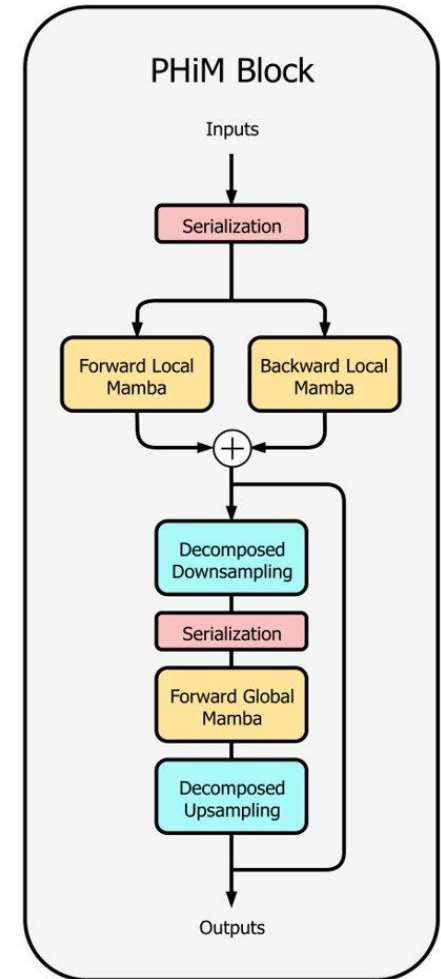 PHiM Block
Inputs
Serialization
Forward Local
Mamba
Backward Local
Mamba
Decomposed
Downsampling
Serialization
Forward Global
Mamba
Decomposed
Upsampling
Outputs